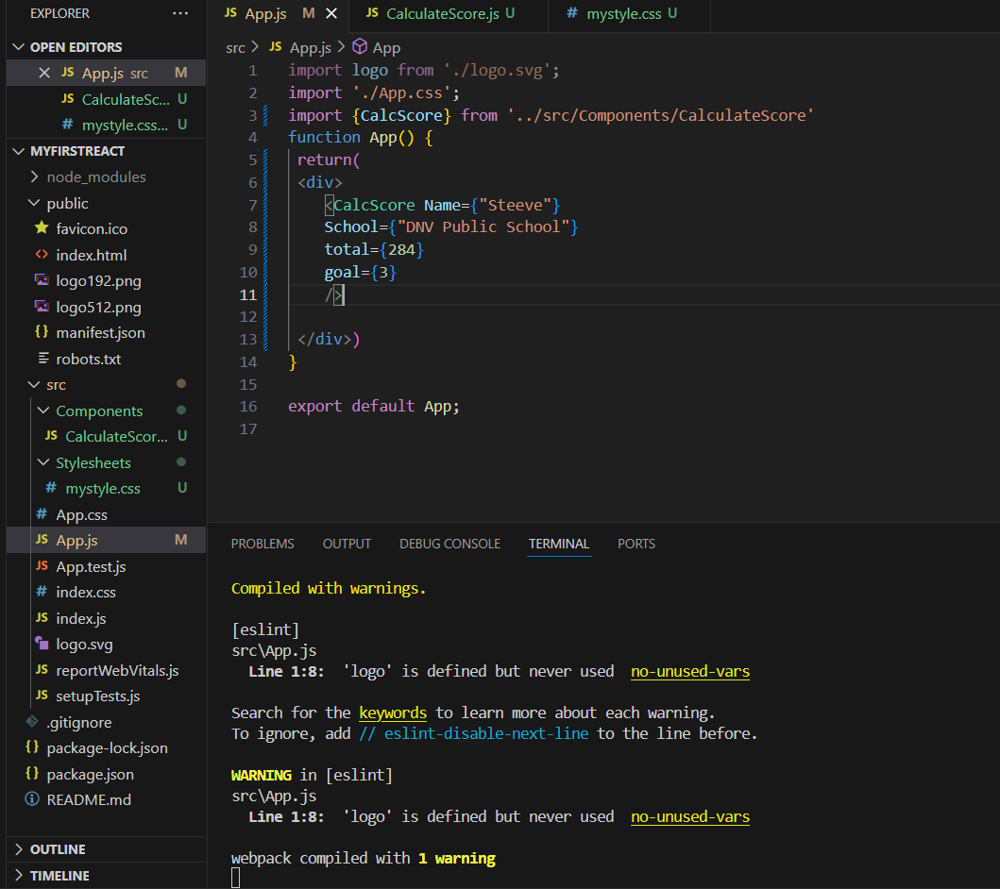 EXPLORER ...
OPEN EDITORS
JS App.js src M
JS CalculateSc... U
# mystyle.css... U
MYFIRSTREACT
node_modules
public
favicon.ico
<> index.html
logo192.png
logo512.png
{} manifest.json
robots.txt
src
Components
JS CalculateScor... U
Stylesheets
# mystyle.css U
# App.css
JS App.js M
JS App.test.js
# index.css
JS index.js
logo.svg
JS reportWebVitals.js
JS setupTests.js
.gitignore
{} package-lock.json
{} package.json
README.md
OUTLINE
TIMELINE
JS App.js M
JS CalculateScore.js U
# mystyle.css U
src > JS App.js > App
1 import logo from './logo.svg';
2 import './App.css';
3 import {CalcScore} from '../src/Components/CalculateScore'
4 function App() {
5 return(
6 <div>
7 <CalcScore Name={"Steeve"}
8 School={"DNV Public School"}
9 total={284}
10 goal={3}
11 />
12
13 </div>)
14 }
15
16 export default App;
17
PROBLEMS OUTPUT DEBUG CONSOLE TERMINAL PORTS
Compiled with warnings.
[eslint]
src\App.js
Line 1:8: 'logo' is defined but never used no-unused-vars
Search for the keywords to learn more about each warning.
To ignore, add // eslint-disable-next-line to the line before.
WARNING in [eslint]
src\App.js
Line 1:8: 'logo' is defined but never used no-unused-vars
webpack compiled with 1 warning